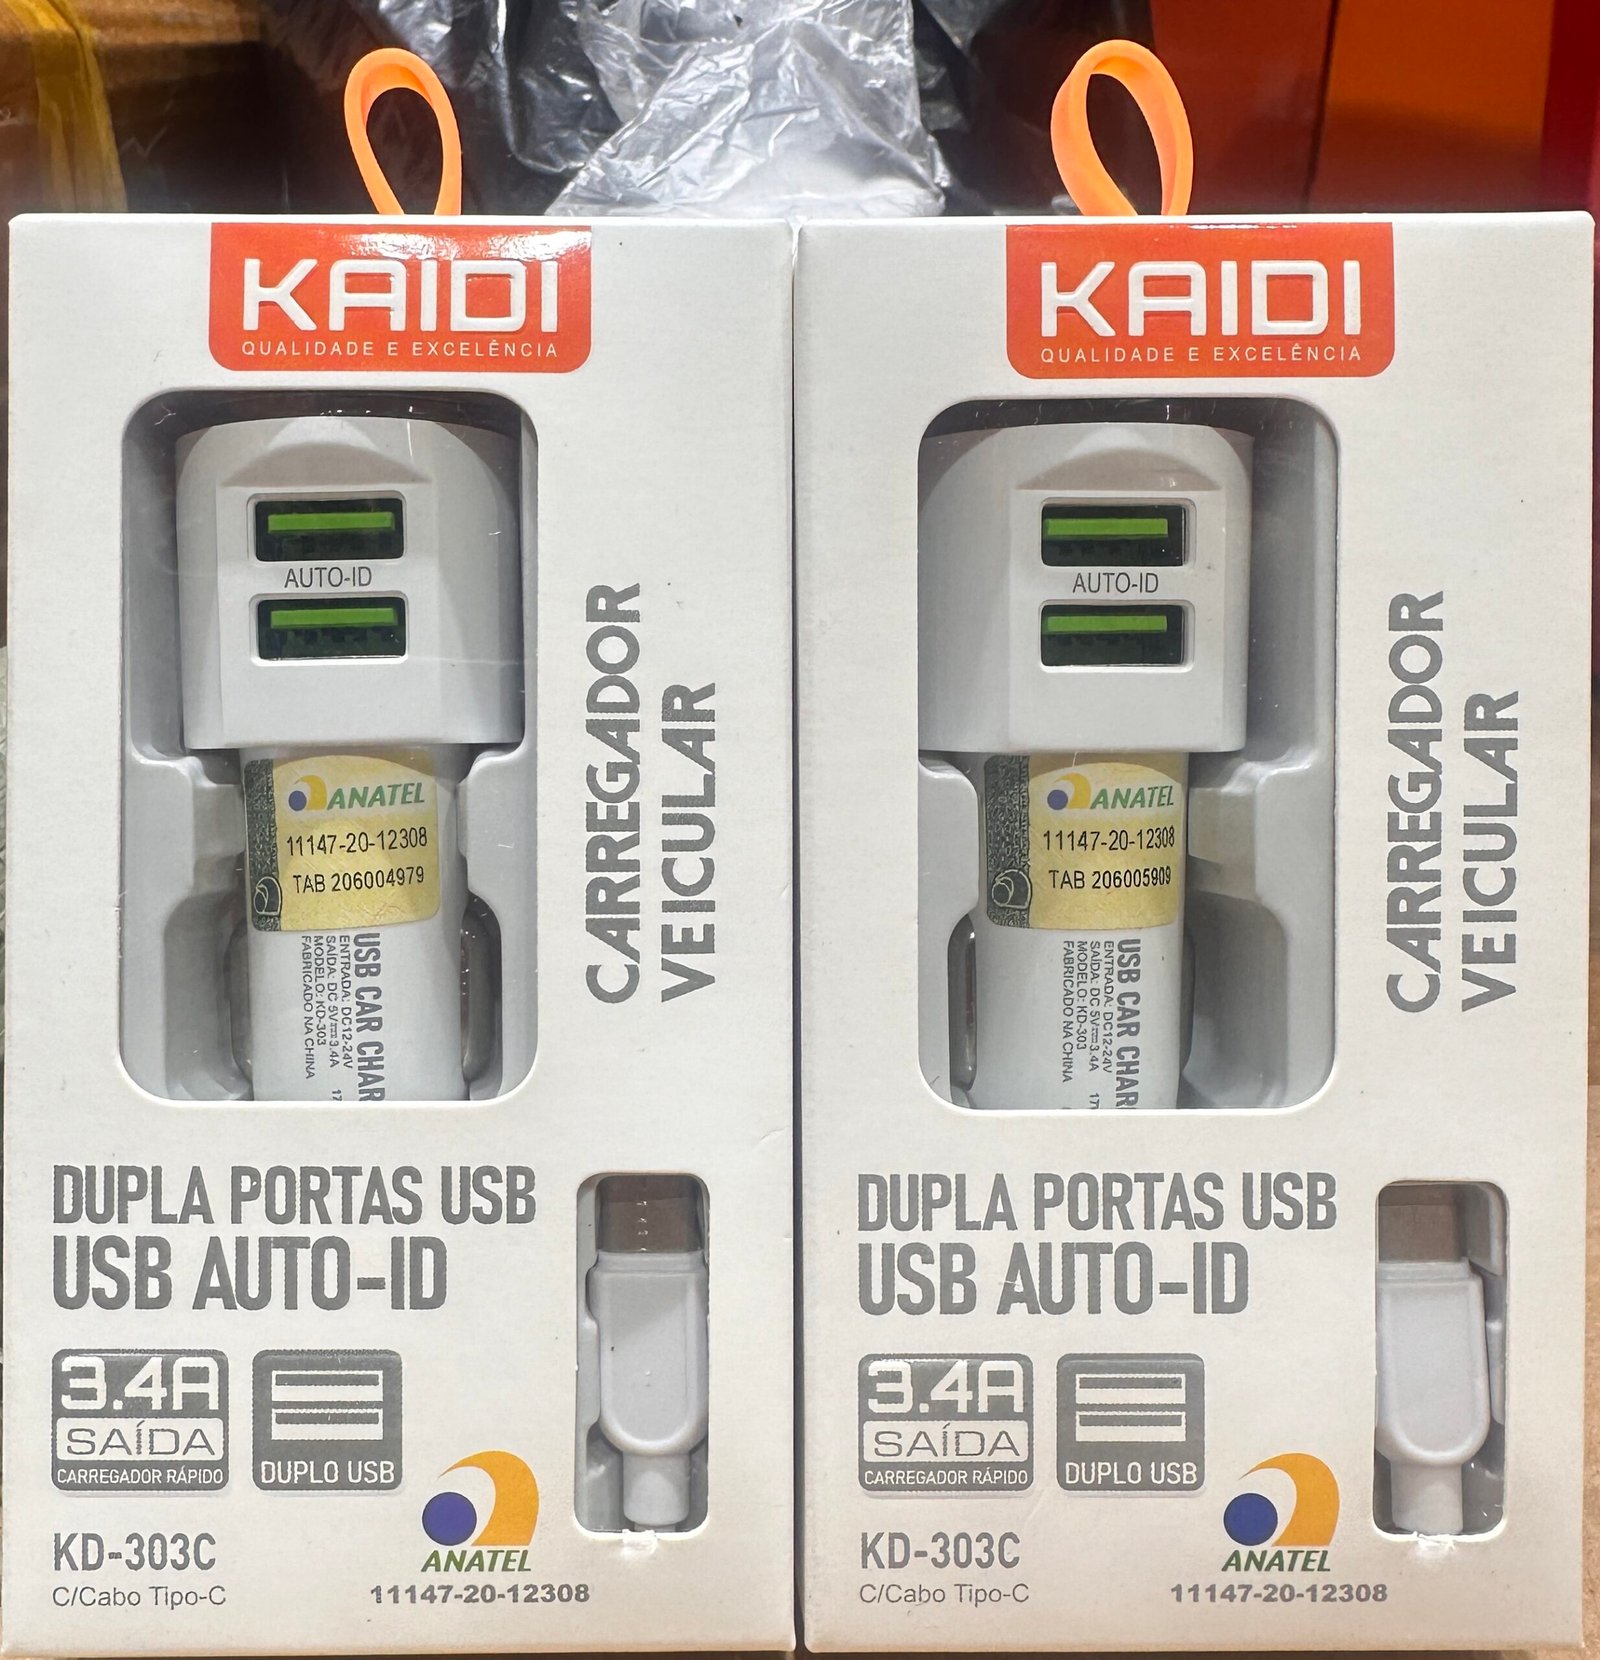 KAIDI
QUALIDADE E EXCELÊNCIA
AUTO-ID
ANATEL
11147-20-12308
TAB 206004979
USB CAR CHAR
ENTRADA: DC12-24V
SAÍDA: DC 5V⎓3.4A
MODELO: KD-303
FABRICADO NA CHINA
CARREGADOR
VEICULAR
DUPLA PORTAS USB
USB AUTO-ID
3.4A
SAÍDA
CARREGADOR RÁPIDO
DUPLO USB
ANATEL
KD-303C
C/Cabo Tipo-C
11147-20-12308
KAIDI
QUALIDADE E EXCELÊNCIA
AUTO-ID
ANATEL
11147-20-12308
TAB 206005909
USB CAR CHAR
ENTRADA: DC12-24V
SAÍDA: DC 5V⎓3.4A
MODELO: KD-303
FABRICADO NA CHINA
CARREGADOR
VEICULAR
DUPLA PORTAS USB
USB AUTO-ID
3.4A
SAÍDA
CARREGADOR RÁPIDO
DUPLO USB
ANATEL
KD-303C
C/Cabo Tipo-C
11147-20-12308